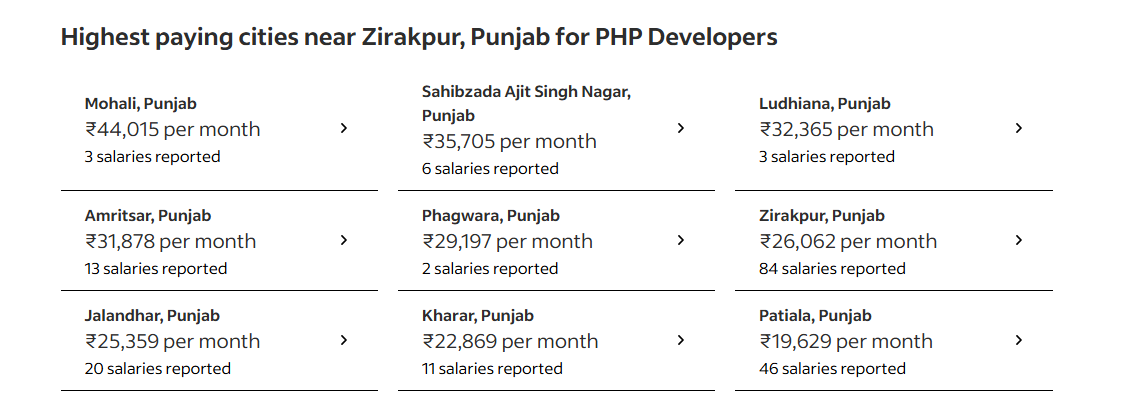 Highest paying cities near Zirakpur, Punjab for PHP Developers
Mohali, Punjab
₹44,015 per month
3 salaries reported
Sahibzada Ajit Singh Nagar,
Punjab
₹35,705 per month
6 salaries reported
Ludhiana, Punjab
₹32,365 per month
3 salaries reported
Amritsar, Punjab
₹31,878 per month
13 salaries reported
Phagwara, Punjab
₹29,197 per month
2 salaries reported
Zirakpur, Punjab
₹26,062 per month
84 salaries reported
Jalandhar, Punjab
₹25,359 per month
20 salaries reported
Kharar, Punjab
₹22,869 per month
11 salaries reported
Patiala, Punjab
₹19,629 per month
46 salaries reported